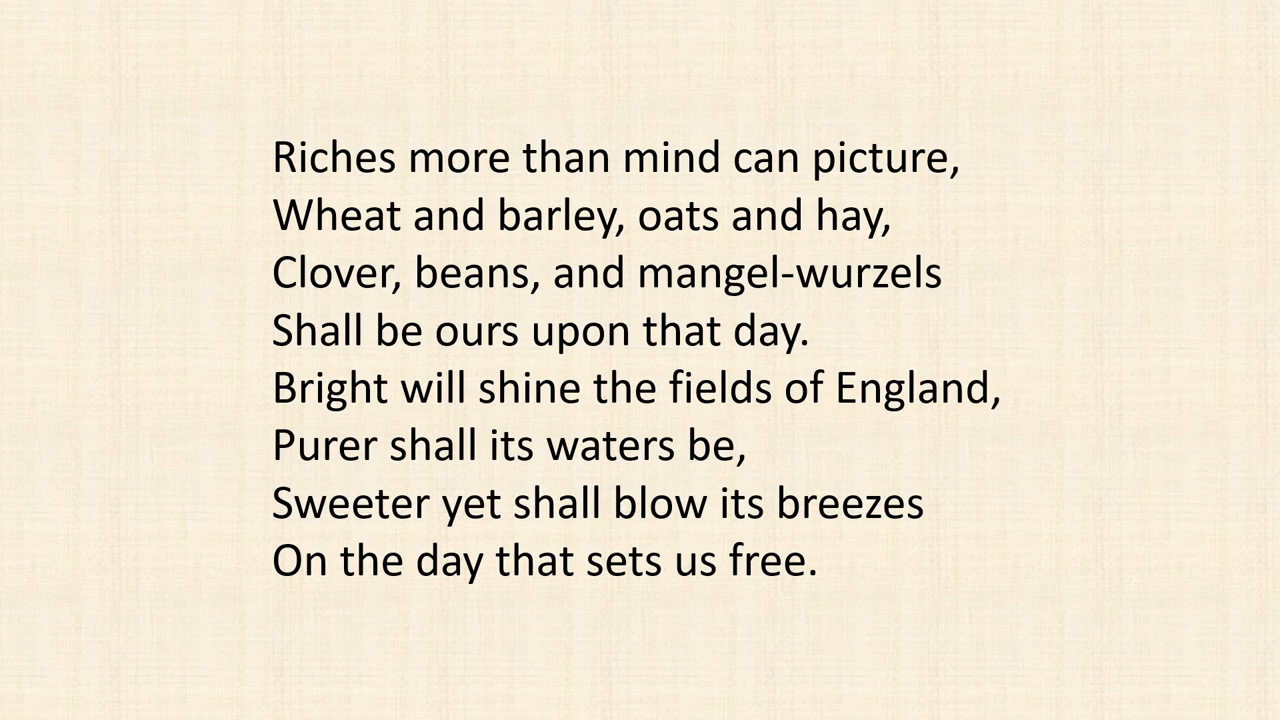 Riches more than mind can picture,
Wheat and barley, oats and hay,
Clover, beans, and mangel-wurzels
Shall be ours upon that day.
Bright will shine the fields of England,
Purer shall its waters be,
Sweeter yet shall blow its breezes
On the day that sets us free.